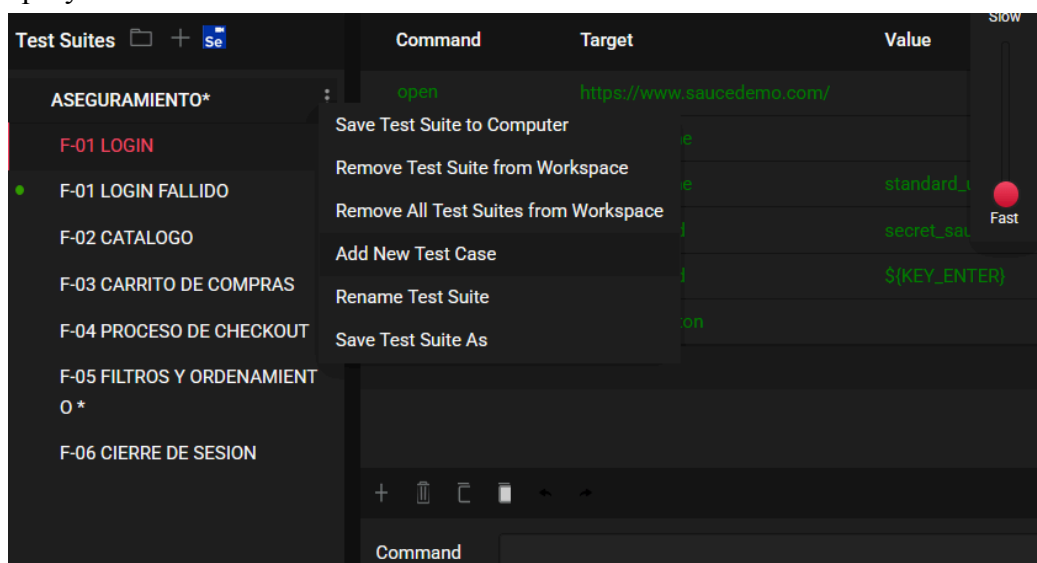 Slow
Test Suites Se Command Target Value
ASEGURAMIENTO* open https://www.saucedemo.com/
Save Test Suite to Computer
F-01 LOGIN
Remove Test Suite from Workspace
F-01 LOGIN FALLIDO
Remove All Test Suites from Workspace
Fast
F-02 CATALOGO
Add New Test Case
F-03 CARRITO DE COMPRAS ${KEY_ENTER}
Rename Test Suite
F-04 PROCESO DE CHECKOUT
Save Test Suite As
F-05 FILTROS Y ORDENAMIENT
O *
F-06 CIERRE DE SESION
Command